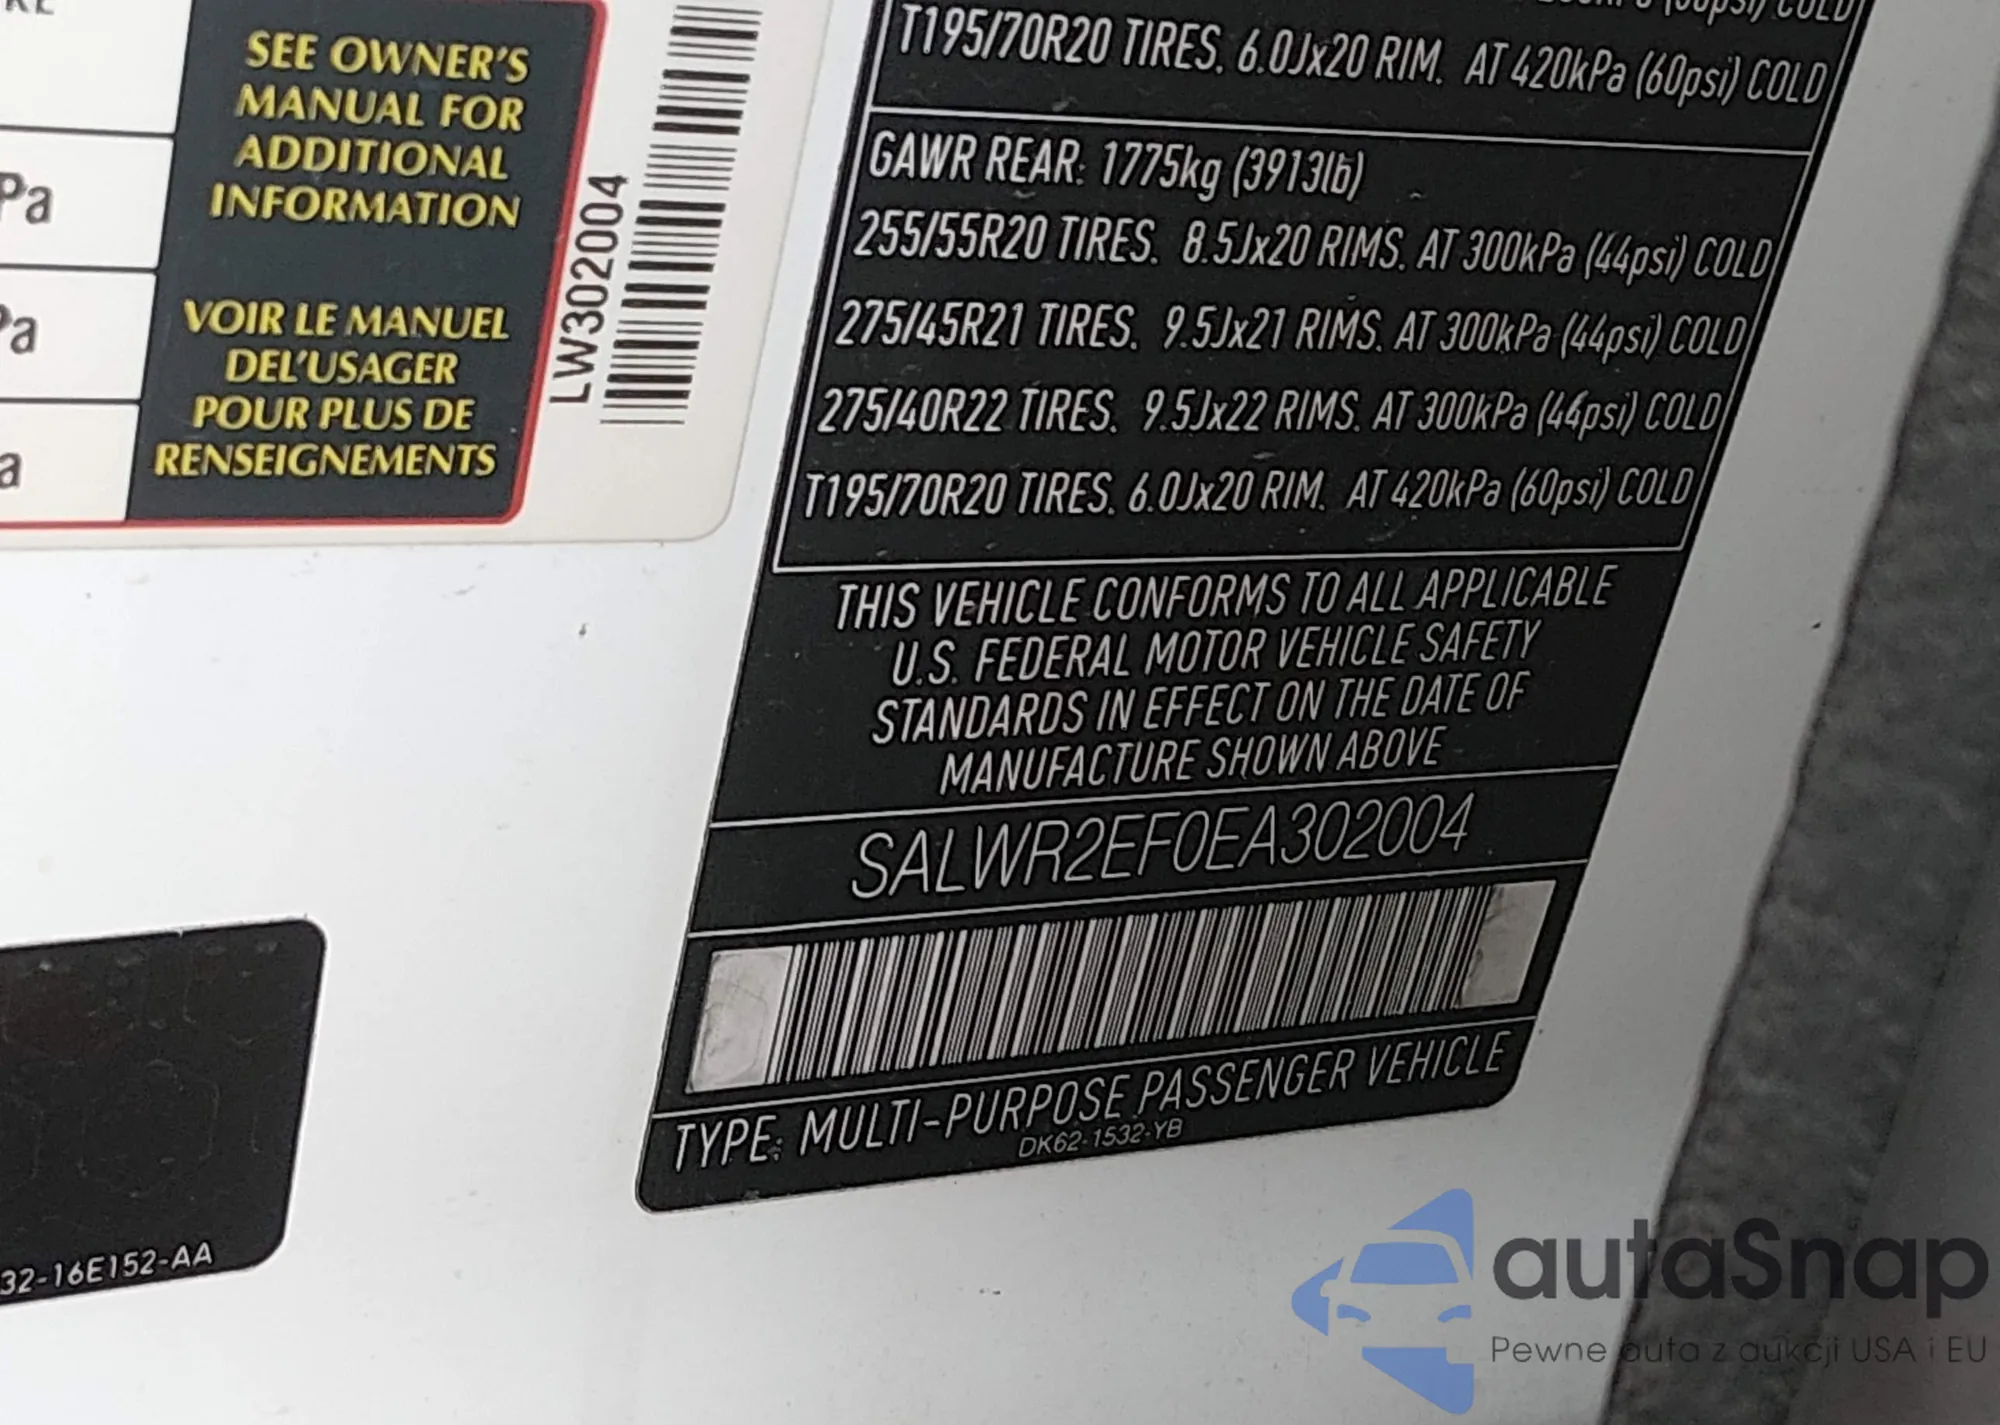 SEE OWNER'S
MANUAL FOR
ADDITIONAL
INFORMATION
VOIR LE MANUEL
DEL'USAGER
POUR PLUS DE
RENSEIGNEMENTS
Pa
Pa
a
LW302004
(60psi) COLD
T195/70R20 TIRES. 6.0Jx20 RIM. AT 420kPa (60psi) COLD
GAWR REAR: 1775kg (3913lb)
255/55R20 TIRES. 8.5Jx20 RIMS. AT 300kPa (44psi) COLD
275/45R21 TIRES. 9.5Jx21 RIMS. AT 300kPa (44psi) COLD
275/40R22 TIRES. 9.5Jx22 RIMS. AT 300kPa (44psi) COLD
T195/70R20 TIRES. 6.0Jx20 RIM. AT 420kPa (60psi) COLD
THIS VEHICLE CONFORMS TO ALL APPLICABLE
U.S. FEDERAL MOTOR VEHICLE SAFETY
STANDARDS IN EFFECT ON THE DATE OF
MANUFACTURE SHOWN ABOVE
SALWR2EF0EA302004
TYPE: MULTI-PURPOSE PASSENGER VEHICLE
DK62-1532-YB
32-16E152-AA
autaSnap
Pewne auta z aukcji USA i EU